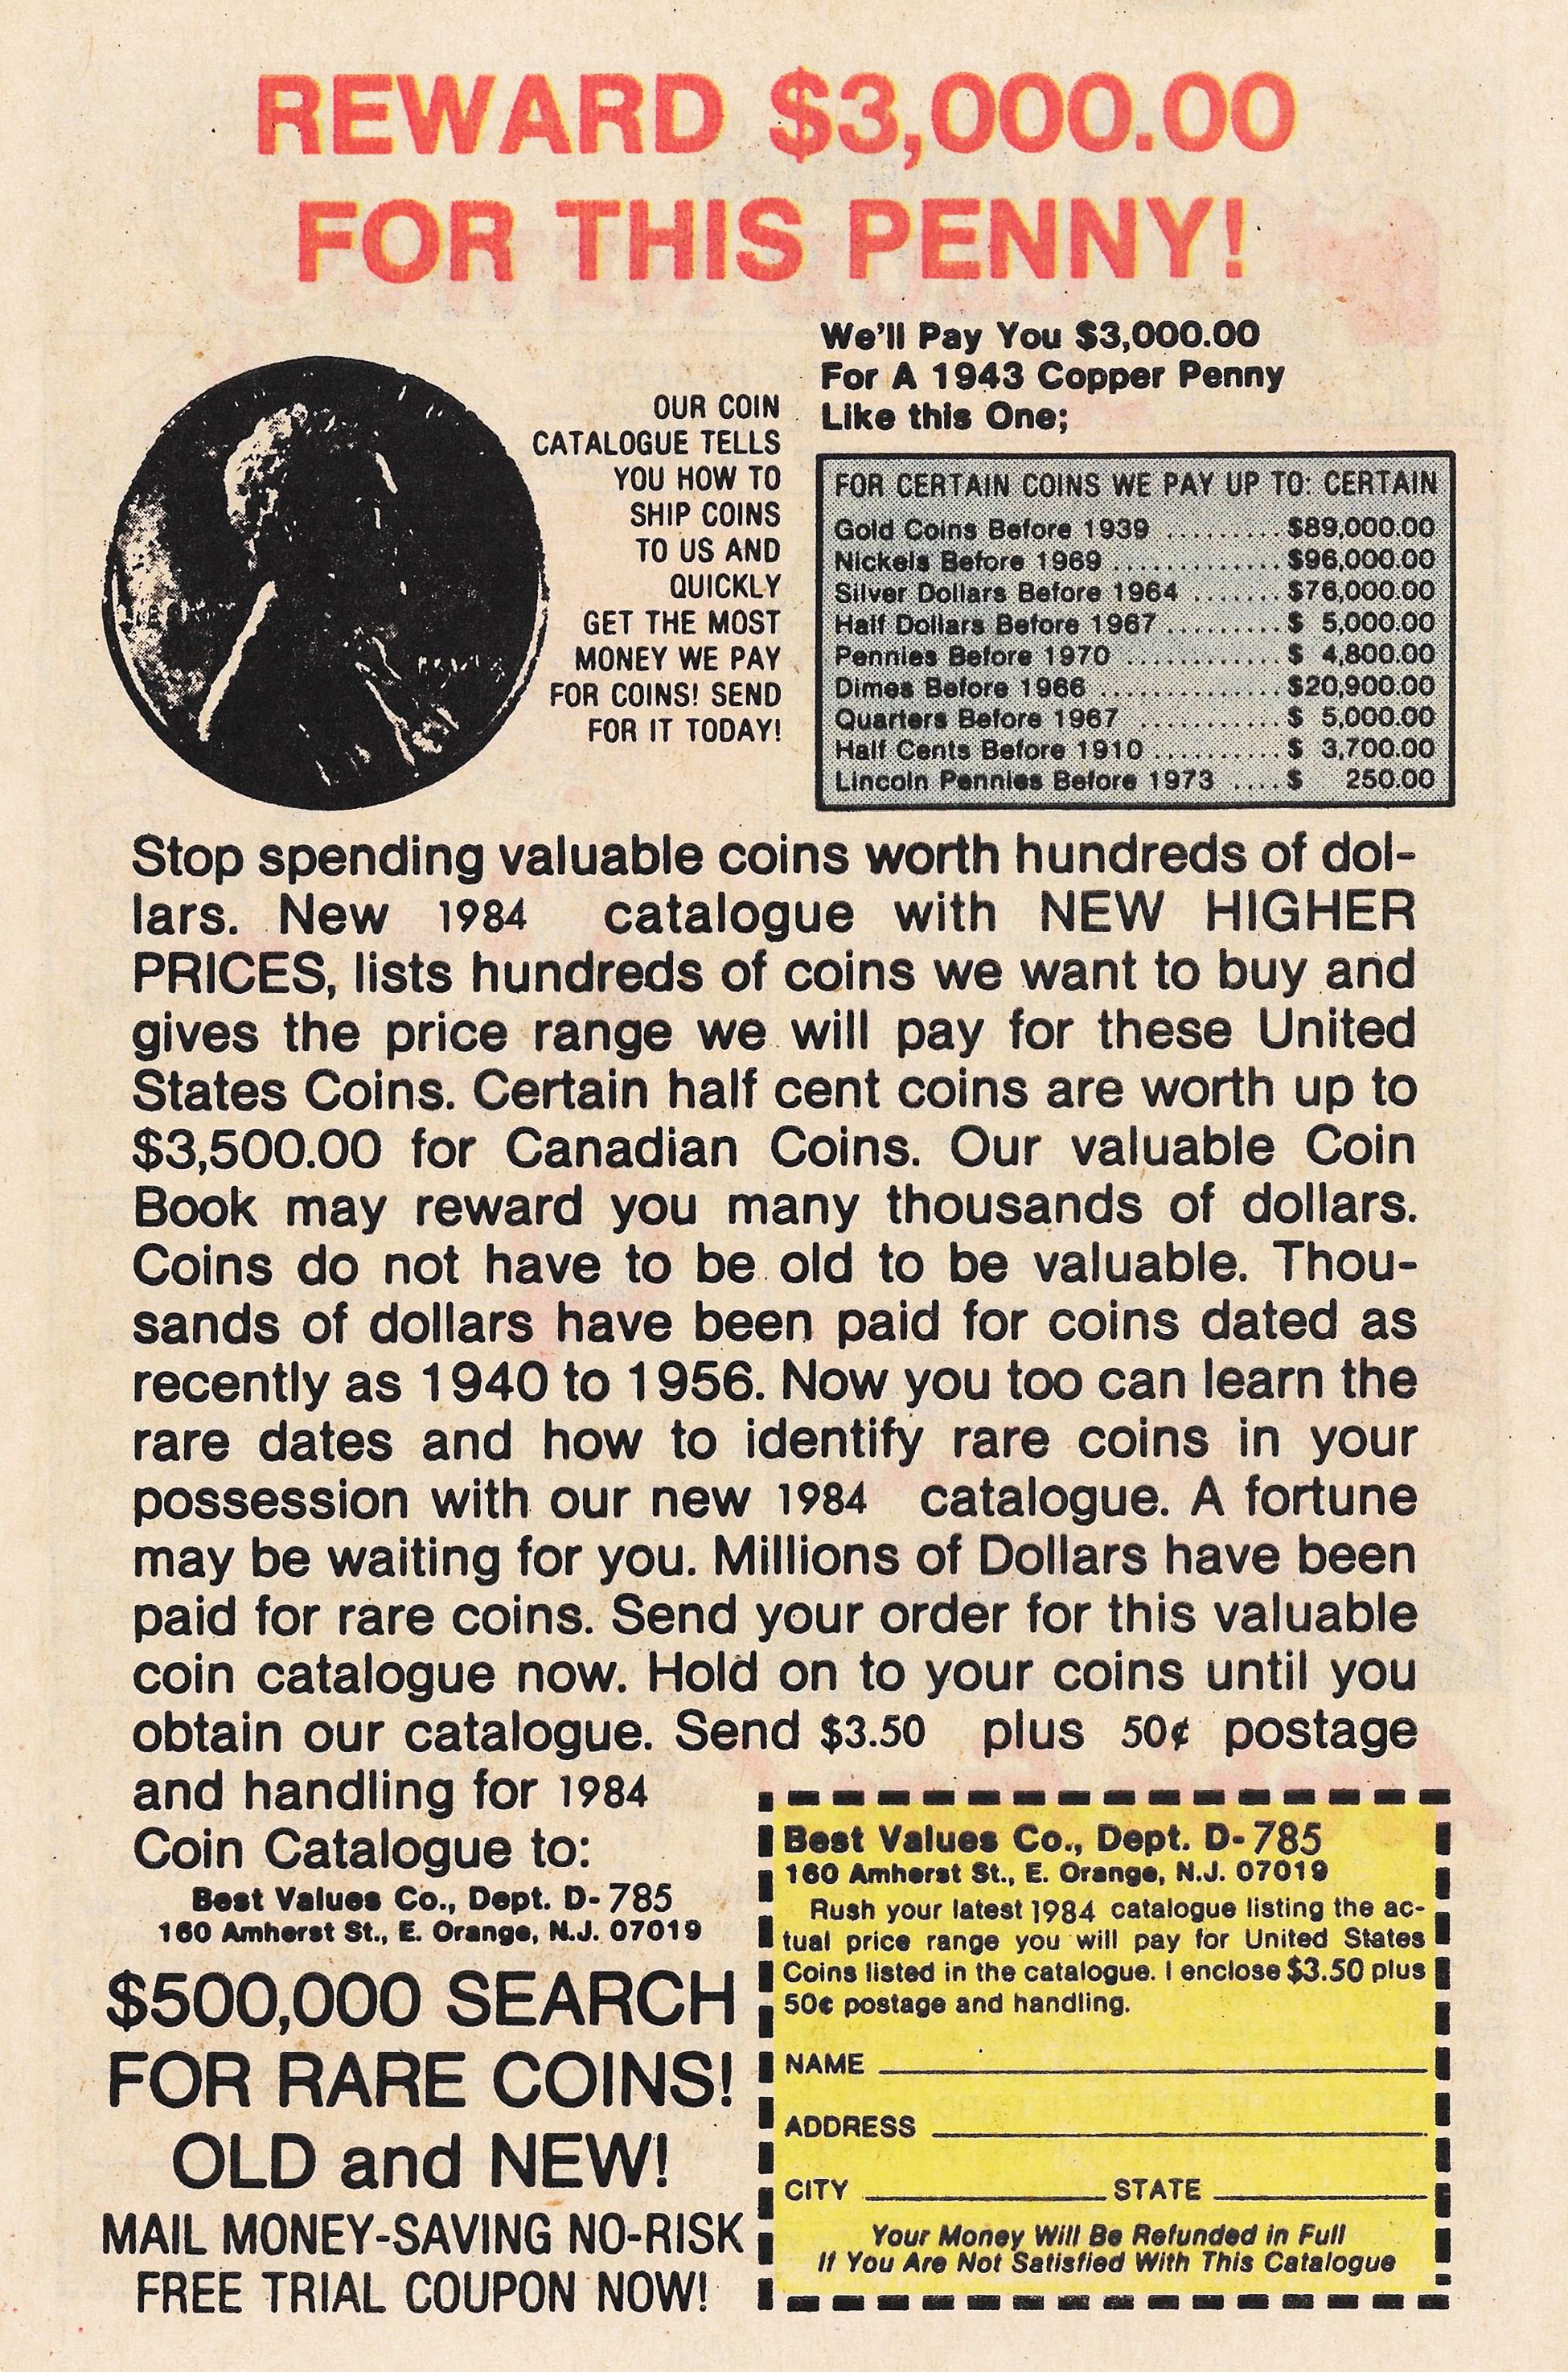 REWARD $3,000.00
FOR THIS PENNY!
OUR COIN
CATALOGUE TELLS
YOU HOW TO
SHIP COINS
TO US AND
QUICKLY
GET THE MOST
MONEY WE PAY
FOR COINS! SEND
FOR IT TODAY!
We'll Pay You $3,000.00
For A 1943 Copper Penny
Like this One;
FOR CERTAIN COINS WE PAY UP TO: CERTAIN
Gold Coins Before 1939 ......... $89,000.00
Nickels Before 1969 ............. $96,000.00
Silver Dollars Before 1964 ....... $76,000.00
Half Dollars Before 1967 .......... $ 5,000.00
Pennies Before 1970 ............ $ 4,800.00
Dimes Before 1966 .............. $20,900.00
Quarters Before 1967 ............ $ 5,000.00
Half Cents Before 1910 ........... $ 3,700.00
Lincoln Pennies Before 1973 .... $ 250.00
Stop spending valuable coins worth hundreds of dol-
lars. New 1984 catalogue with NEW HIGHER
PRICES, lists hundreds of coins we want to buy and
gives the price range we will pay for these United
States Coins. Certain half cent coins are worth up to
$3,500.00 for Canadian Coins. Our valuable Coin
Book may reward you many thousands of dollars.
Coins do not have to be old to be valuable. Thou-
sands of dollars have been paid for coins dated as
recently as 1940 to 1956. Now you too can learn the
rare dates and how to identify rare coins in your
possession with our new 1984 catalogue. A fortune
may be waiting for you. Millions of Dollars have been
paid for rare coins. Send your order for this valuable
coin catalogue now. Hold on to your coins until you
obtain our catalogue. Send $3.50 plus 50¢ postage
and handling for 1984
Coin Catalogue to:
Best Values Co., Dept. D-785
160 Amherst St., E. Orange, N.J. 07019
$500,000 SEARCH
FOR RARE COINS!
OLD and NEW!
MAIL MONEY-SAVING NO-RISK
FREE TRIAL COUPON NOW!
Best Values Co., Dept. D-785
160 Amherst St., E. Orange, N.J. 07019
Rush your latest 1984 catalogue listing the ac-
tual price range you will pay for United States
Coins listed in the catalogue. I enclose $3.50 plus
50¢ postage and handling.
NAME
ADDRESS
CITY STATE
Your Money Will Be Refunded in Full
If You Are Not Satisfied With This Catalogue